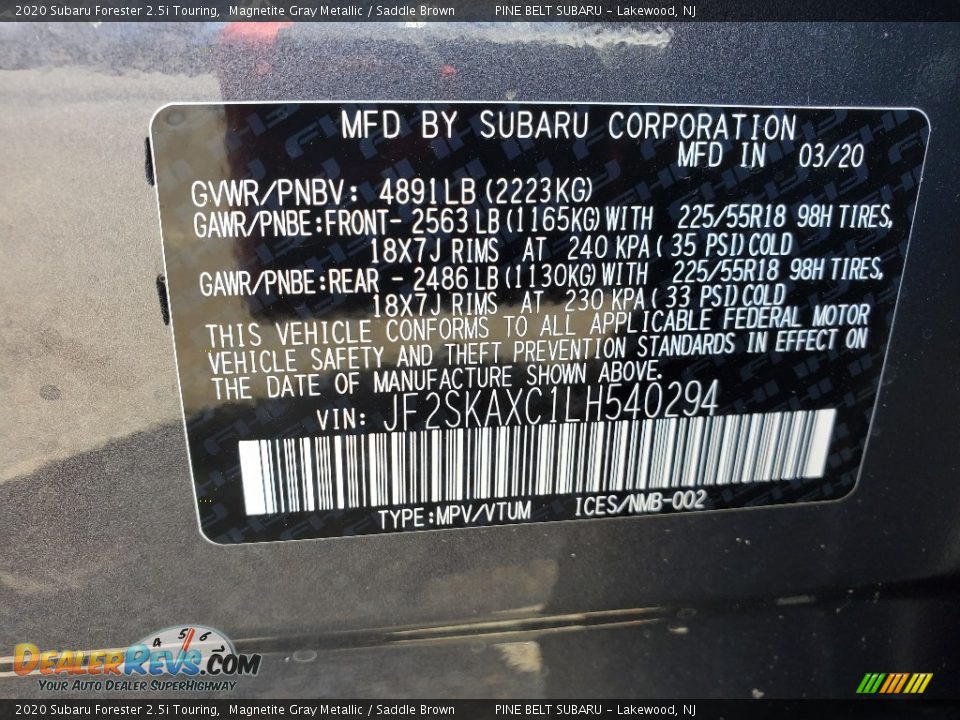 2020 Subaru Forester 2.5i Touring, Magnetite Gray Metallic / Saddle Brown PINE BELT SUBARU - Lakewood, NJ
MFD BY SUBARU CORPORATION
MFD IN 03/20
GVWR/PNBV: 4891LB (2223KG)
GAWR/PNBE:FRONT- 2563 LB (1165KG) WITH 225/55R18 98H TIRES,
18X7J RIMS AT 240 KPA ( 35 PSI) COLD
GAWR/PNBE:REAR - 2486 LB (1130KG) WITH 225/55R18 98H TIRES,
18X7J RIMS AT 230 KPA ( 33 PSI) COLD
THIS VEHICLE CONFORMS TO ALL APPLICABLE FEDERAL MOTOR
VEHICLE SAFETY AND THEFT PREVENTION STANDARDS IN EFFECT ON
THE DATE OF MANUFACTURE SHOWN ABOVE.
VIN: JF2SKAXC1LH540294
TYPE:MPV/VTUM ICES/NMB-002
4 5 6
DEALERREVS.COM
YOUR AUTO DEALER SUPERHIGHWAY
2020 Subaru Forester 2.5i Touring, Magnetite Gray Metallic / Saddle Brown PINE BELT SUBARU - Lakewood, NJ